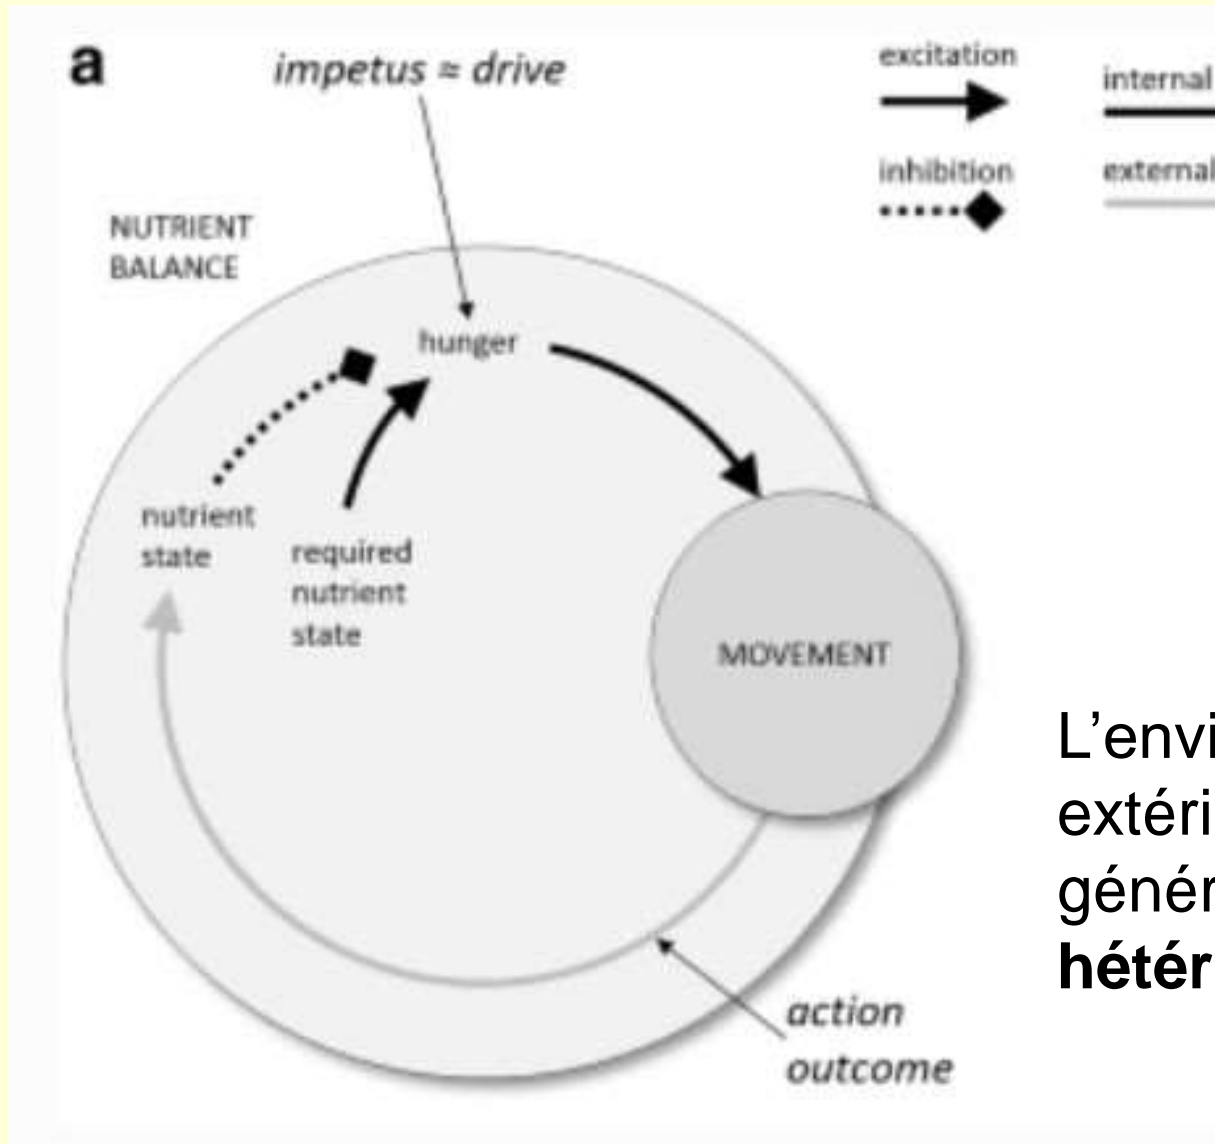 a
impetus ≈ drive
excitation
internal
inhibition
external
NUTRIENT
BALANCE
hunger
nutrient
state
required
nutrient
state
MOVEMENT
L’envi
extéri
génér
hétér
action
outcome